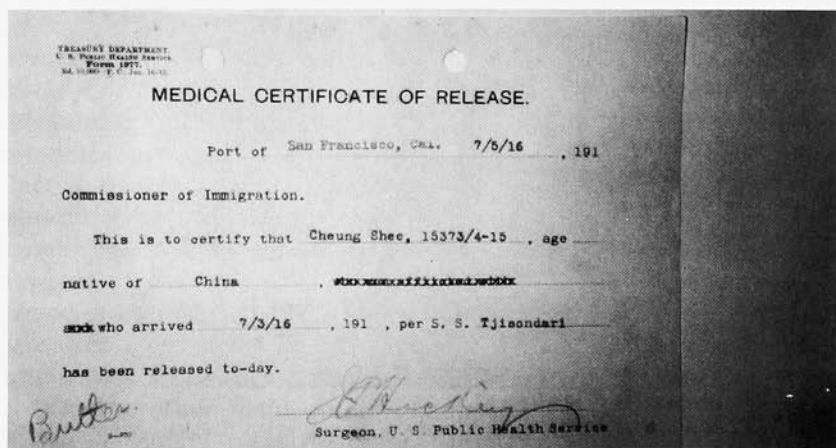 TREASURY DEPARTMENT.
U. S. PUBLIC HEALTH SERVICE
Form 1977.
MEDICAL CERTIFICATE OF RELEASE.
Port of San Francisco, Cal. 7/5/16 , 191
Commissioner of Immigration.
This is to certify that Cheung Shee, 15373/4-15 , age
native of China ,
who arrived 7/3/16 , 191 , per S. S. Tjisondari
has been released to-day.
Butler
Surgeon, U. S. Public Health Service